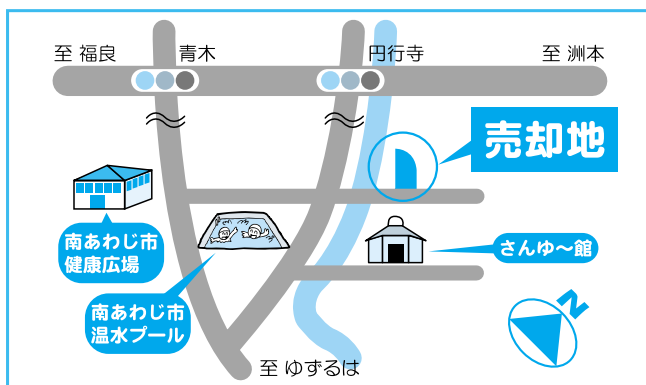 至 福良
青木
円行寺
至 洲本
売却地
南あわじ市
健康広場
さんゆ～館
南あわじ市
温水プール
至 ゆずるは
N